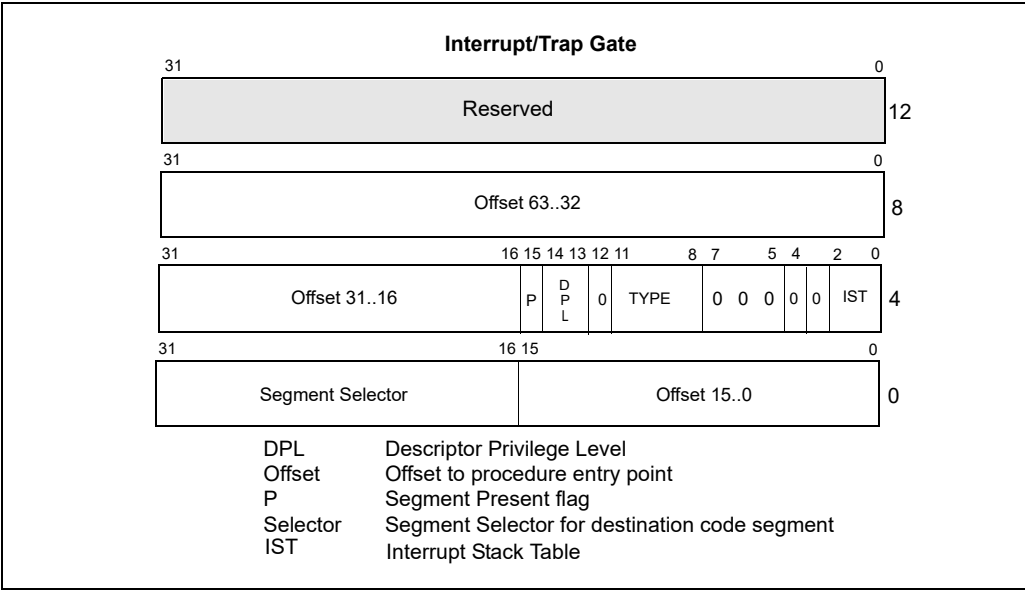 Interrupt/Trap Gate
31 0
Reserved 12
31 0
Offset 63..32 8
31 16 15 14 13 12 11 8 7 5 4 2 0
Offset 31..16 P D P L 0 TYPE 0 0 0 0 0 IST 4
31 16 15 0
Segment Selector Offset 15..0 0
DPL Descriptor Privilege Level
Offset Offset to procedure entry point
P Segment Present flag
Selector Segment Selector for destination code segment
IST Interrupt Stack Table